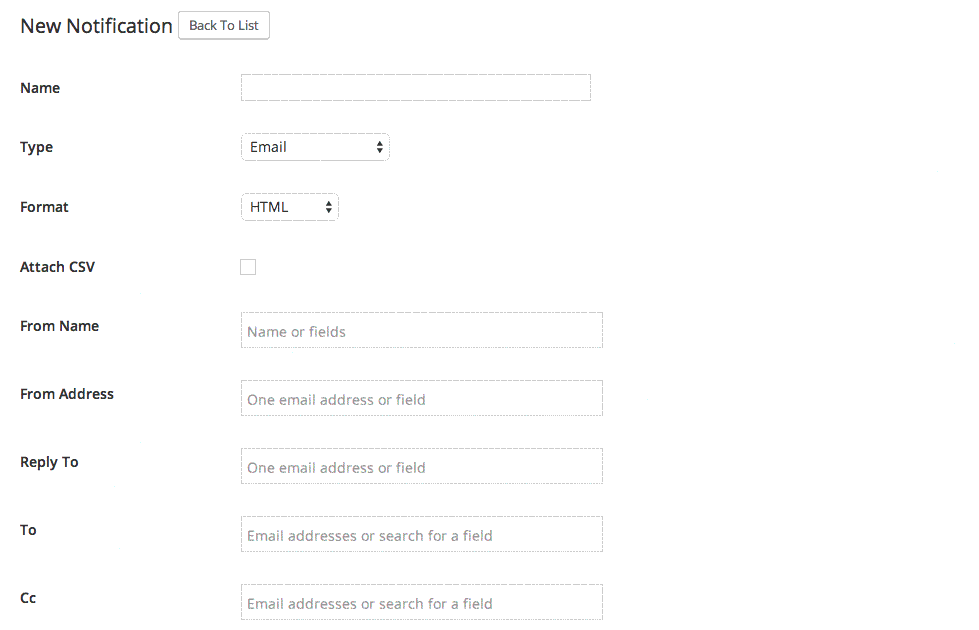 New Notification Back To List
Name
Type Email
Format HTML
Attach CSV
From Name Name or fields
From Address One email address or field
Reply To One email address or field
To Email addresses or search for a field
Cc Email addresses or search for a field